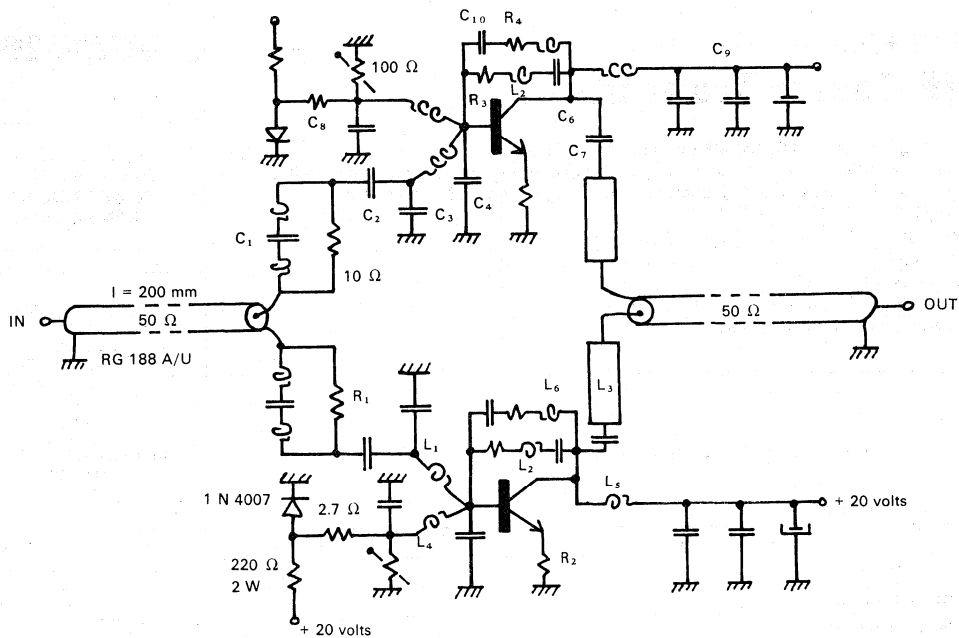 C10 R4
C9
100 Ω
L2
R3
C8
C6
C7
C2
C3
C4
C1
10 Ω
l = 200 mm
IN
50 Ω
50 Ω
OUT
RG 188 A/U
R1
L6
L3
L1
L2
1 N 4007
2.7 Ω
L5
+ 20 volts
L4
220 Ω
2 W
R2
+ 20 volts